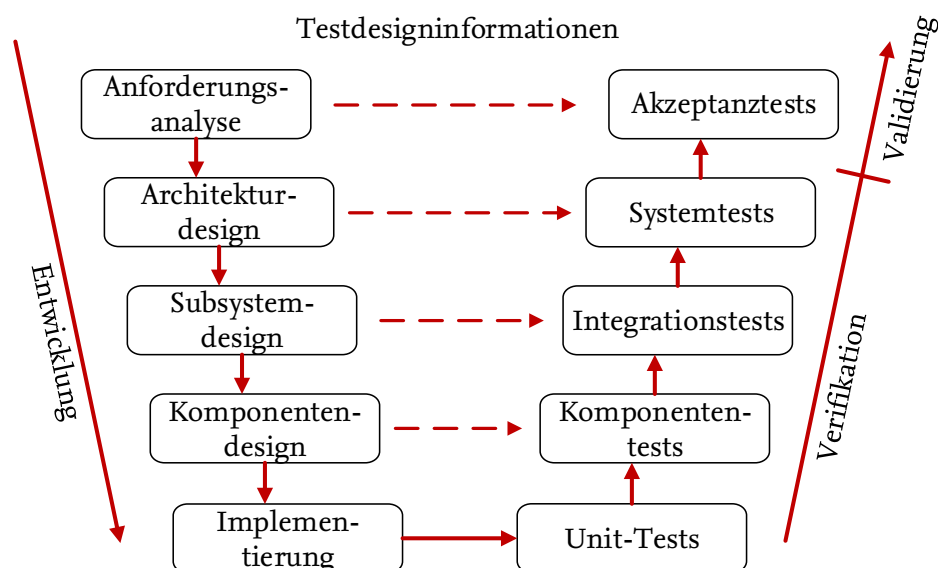 Testdesigninformationen
Anforderungs-
analyse
Akzeptanztests
Validierung
Architektur-
design
Systemtests
Entwicklung
Subsystem-
design
Integrationstests
Verifikation
Komponenten-
design
Komponenten-
tests
Implemen-
tierung
Unit-Tests